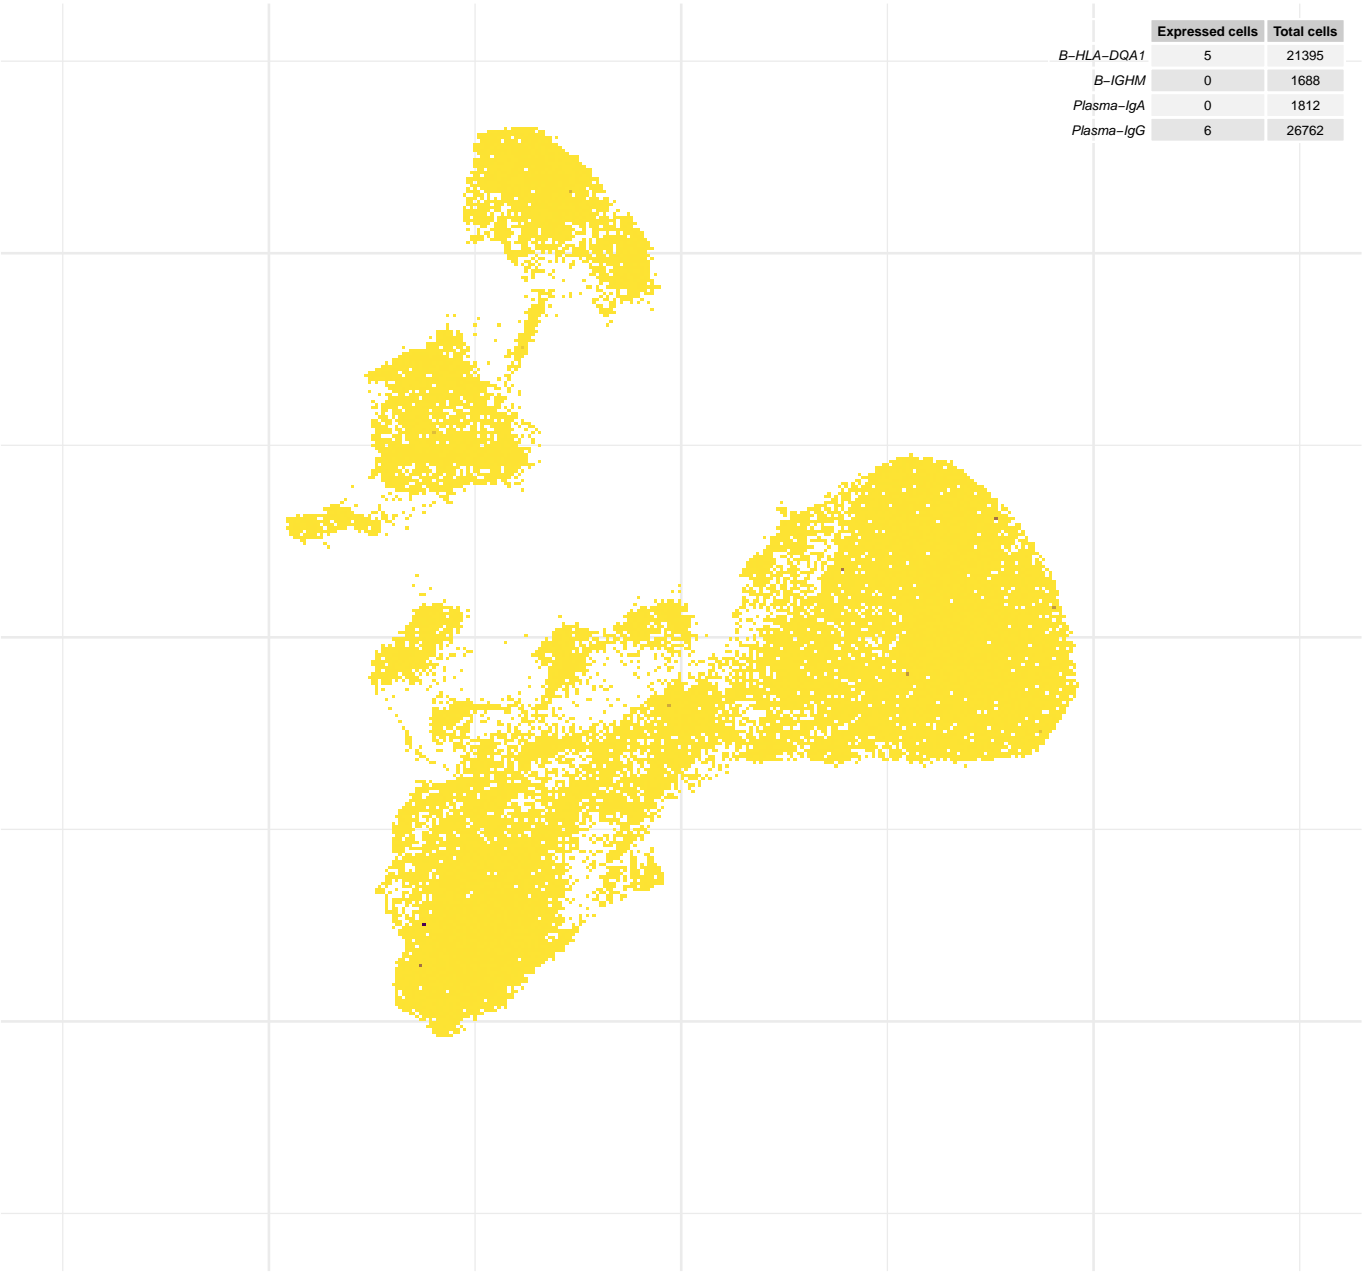 Expressed cells Total cells
B−HLA−DQA1 5 21395
B−IGHM 0 1688
Plasma−IgA 0 1812
Plasma−IgG 6 26762